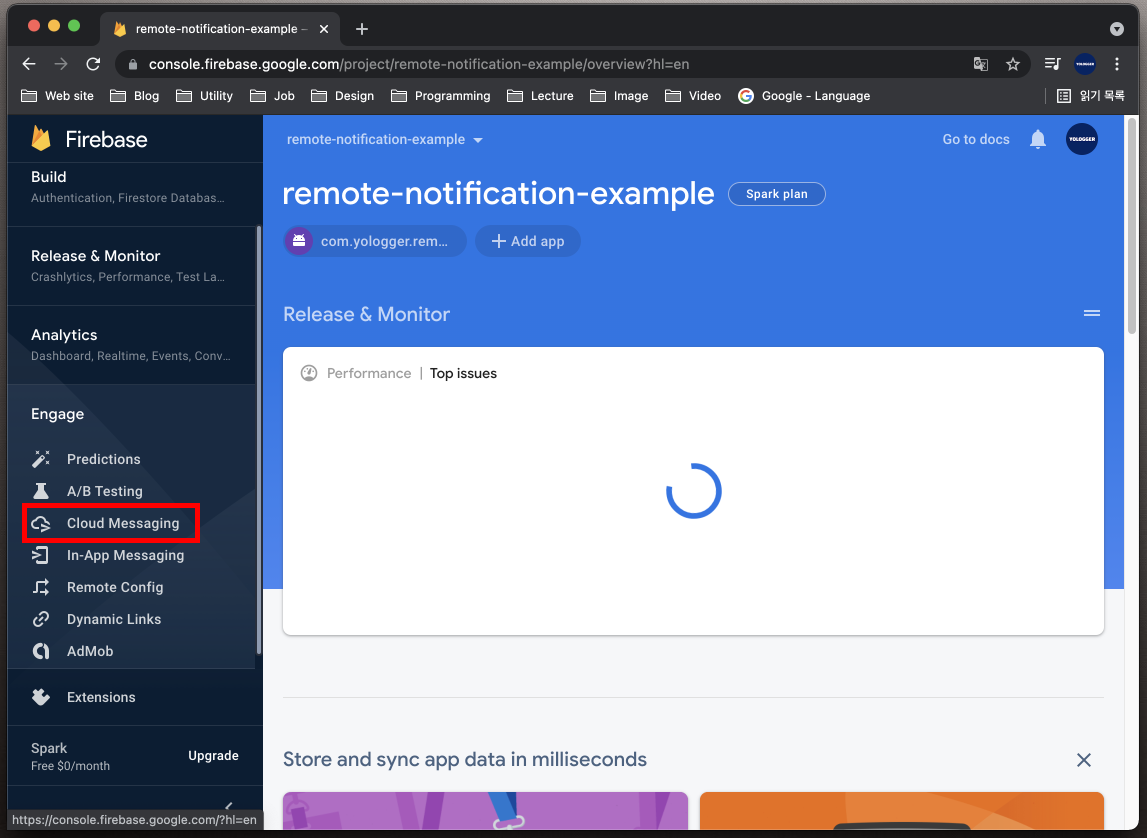 remote-notification-example –
console.firebase.google.com/project/remote-notification-example/overview?hl=en
YOLOGGER
Web site
Blog
Utility
Job
Design
Programming
Lecture
Image
Video
Google - Language
읽기 목록
Firebase
Build
Authentication, Firestore Databas…
Release & Monitor
Crashlytics, Performance, Test La…
Analytics
Dashboard, Realtime, Events, Conv…
Engage
Predictions
A/B Testing
Cloud Messaging
In-App Messaging
Remote Config
Dynamic Links
AdMob
Extensions
Spark
Free $0/month
Upgrade
https://console.firebase.google.com/?hl=en
remote-notification-example
Go to docs
YOLOGGER
remote-notification-example
Spark plan
com.yologger.rem…
Add app
Release & Monitor
Performance | Top issues
Store and sync app data in milliseconds